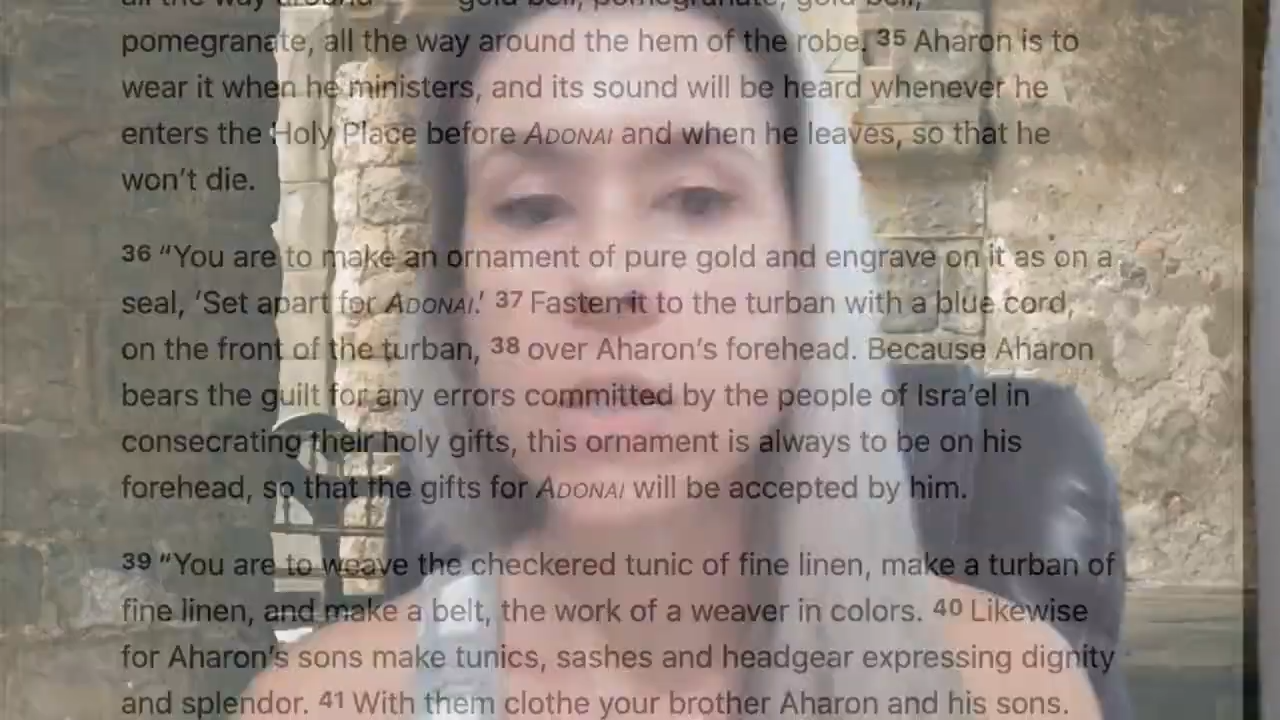 all the way around gold bell, pomegranate, gold bell,
pomegranate, all the way around the hem of the robe. 35 Aharon is to
wear it when he ministers, and its sound will be heard whenever he
enters the Holy Place before ADONAI and when he leaves, so that he
won’t die.
36 “You are to make an ornament of pure gold and engrave on it as on a
seal, ‘Set apart for ADONAI.’ 37 Fasten it to the turban with a blue cord,
on the front of the turban, 38 over Aharon’s forehead. Because Aharon
bears the guilt for any errors committed by the people of Isra’el in
consecrating their holy gifts, this ornament is always to be on his
forehead, so that the gifts for ADONAI will be accepted by him.
39 “You are to weave the checkered tunic of fine linen, make a turban of
fine linen, and make a belt, the work of a weaver in colors. 40 Likewise
for Aharon’s sons make tunics, sashes and headgear expressing dignity
and splendor. 41 With them clothe your brother Aharon and his sons.